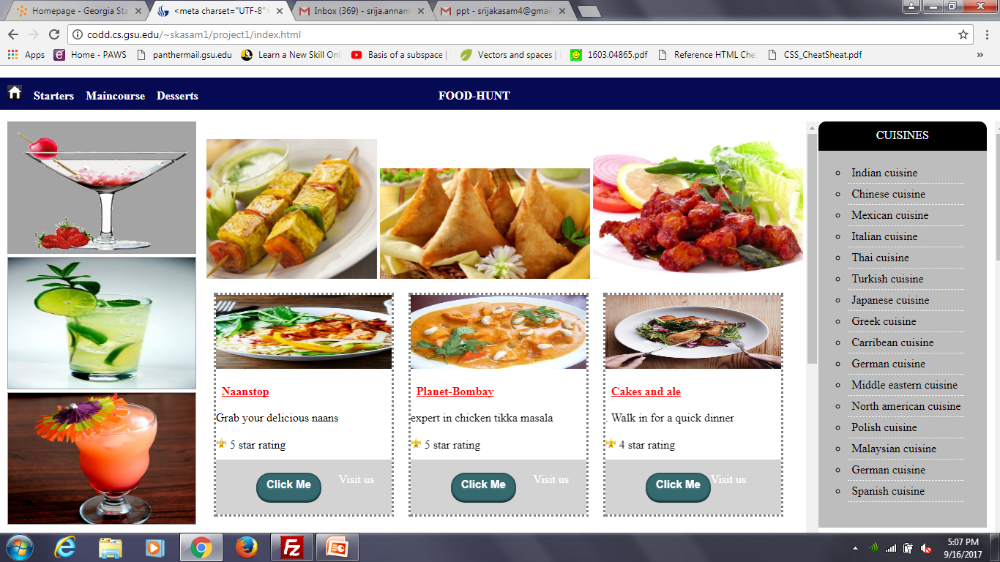 Homepage - Georgia Sta
<meta charset="UTF-8">
Inbox (369) - srija.annam
ppt - srijakasam4@gmail
codd.cs.gsu.edu/~skasam1/project1/index.html
Apps
Home - PAWS
panthermail.gsu.edu
Learn a New Skill Onl
Basis of a subspace |
Vectors and spaces |
1603.04865.pdf
Reference HTML Che
CSS_CheatSheat.pdf
»
Starters Maincourse Desserts
FOOD-HUNT
CUISINES
Indian cuisine
Chinese cuisine
Mexican cuisine
Italian cuisine
Thai cuisine
Turkish cuisine
Japanese cuisine
Greek cuisine
Carribean cuisine
German cuisine
Middle eastern cuisine
North american cuisine
Polish cuisine
Malaysian cuisine
German cuisine
Spanish cuisine
Naanstop
Grab your delicious naans
5 star rating
Click Me
Visit us
Planet-Bombay
expert in chicken tikka masala
5 star rating
Click Me
Visit us
Cakes and ale
. Walk in for a quick dinner
4 star rating
Click Me
Visit us
5:07 PM
9/16/2017